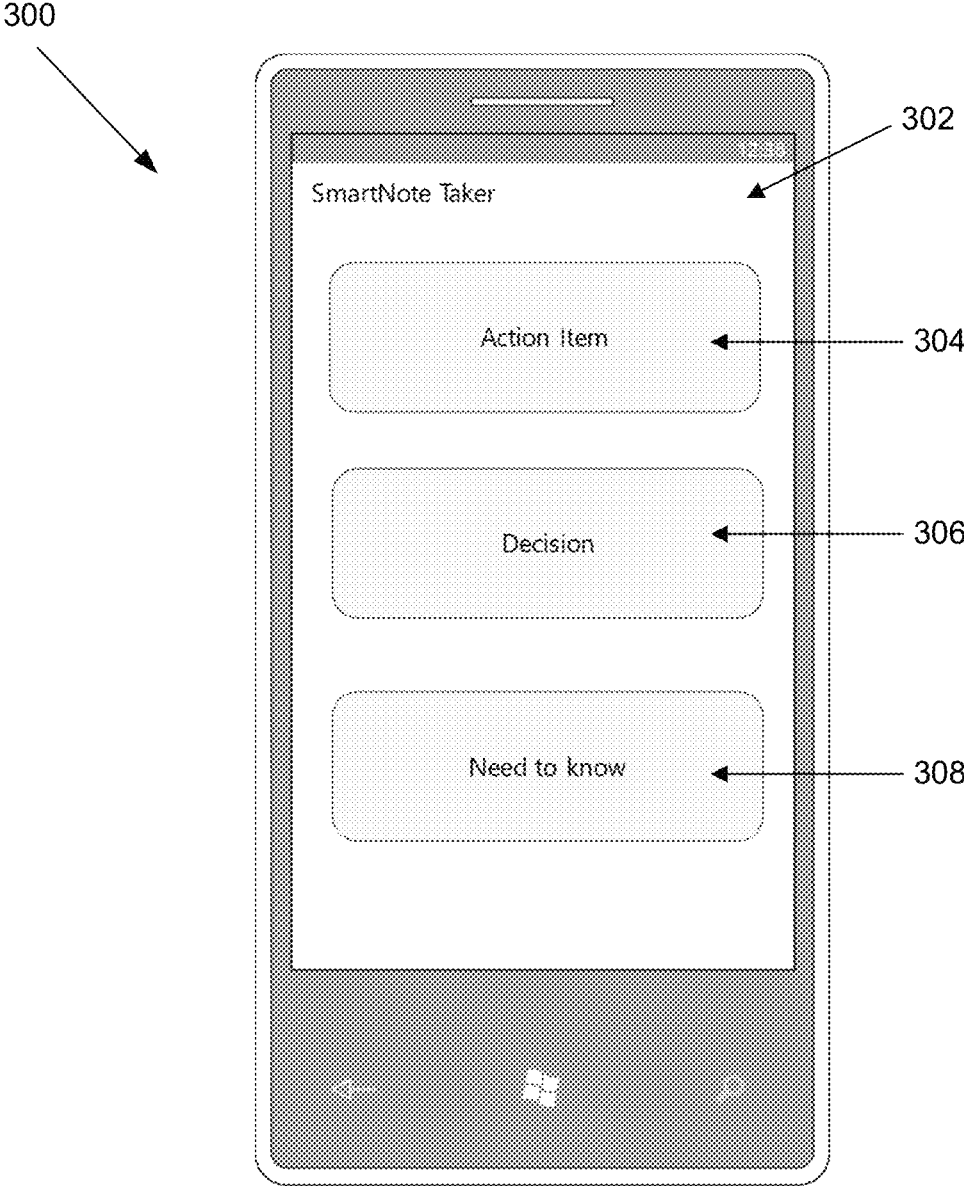 300
302
SmartNote Taker
Action Item
304
Decision
306
Need to know
308